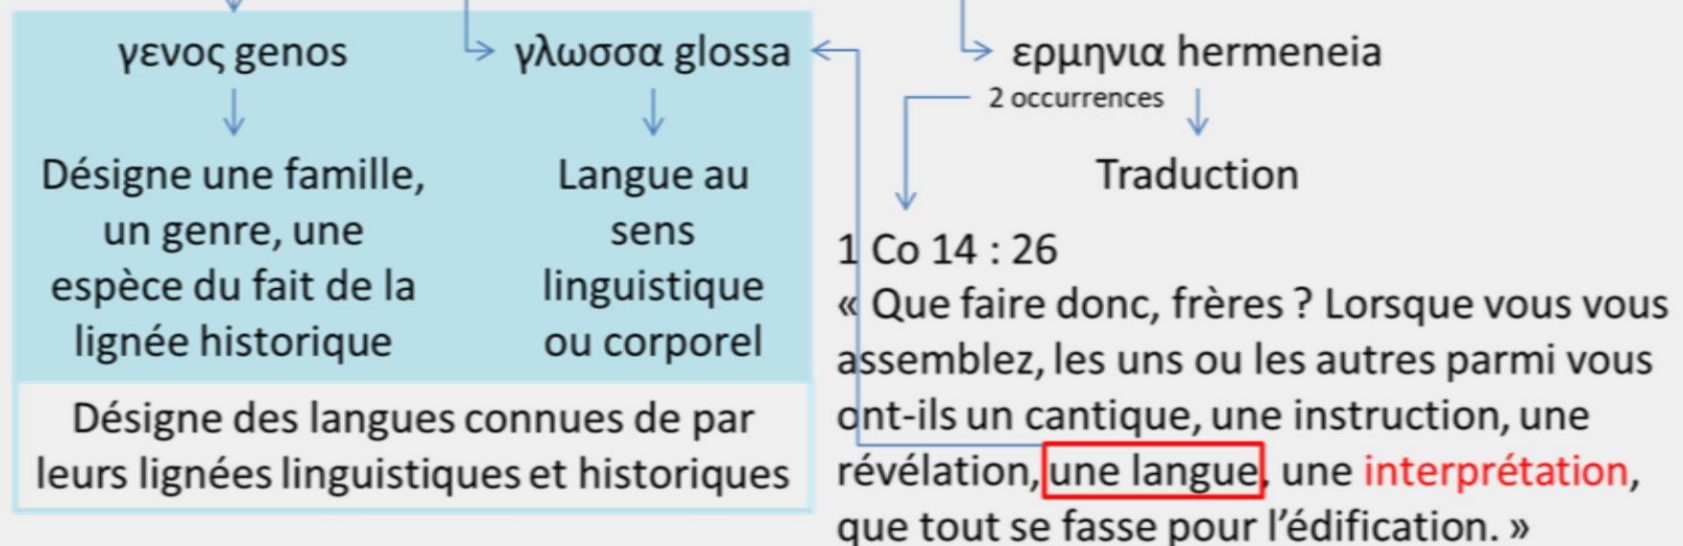 γενος genos
Désigne une famille,
un genre, une
espèce du fait de la
lignée historique
γλωσσα glossa
Langue au
sens
linguistique
ou corporel
Désigne des langues connues de par
leurs lignées linguistiques et historiques
ερμηνια hermeneia
2 occurrences
Traduction
1 Co 14 : 26
« Que faire donc, frères ? Lorsque vous vous
assemblez, les uns ou les autres parmi vous
ont-ils un cantique, une instruction, une
révélation, une langue, une interprétation,
que tout se fasse pour l’édification. »